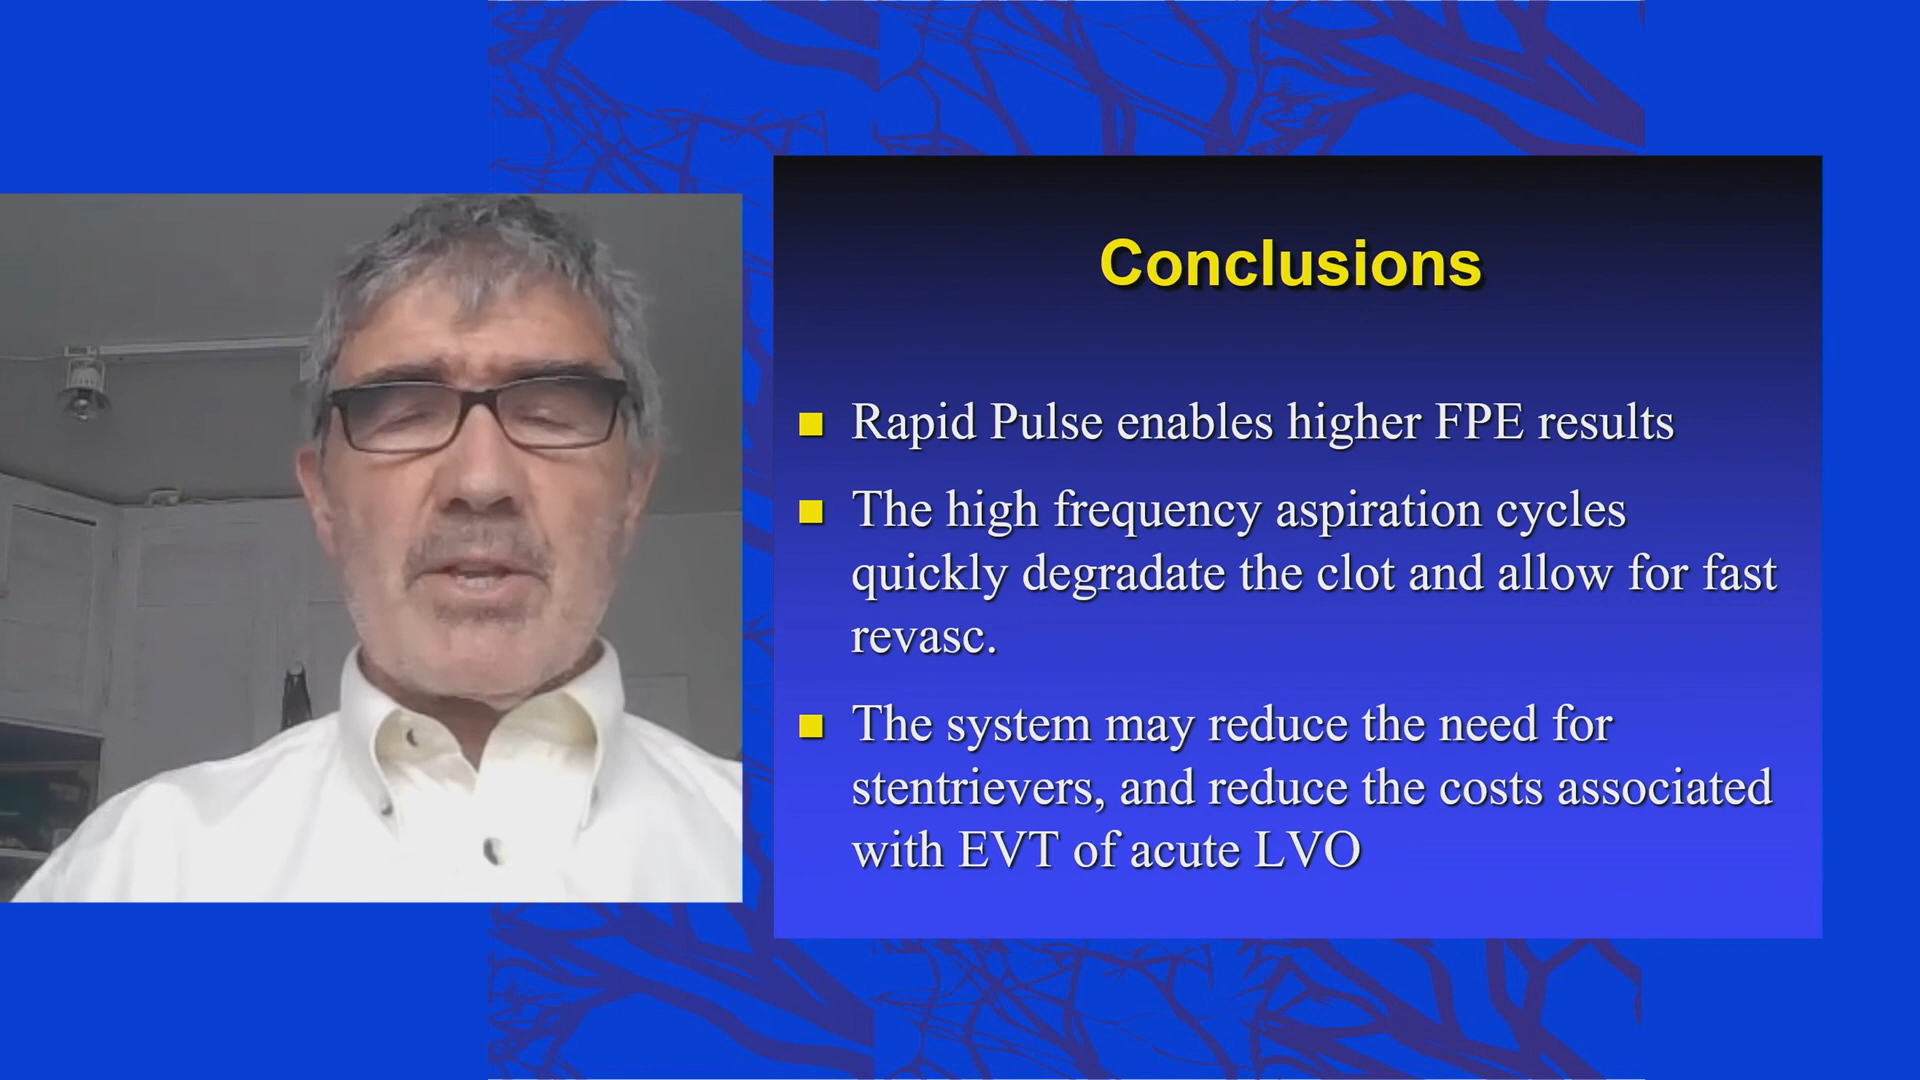 Conclusions
Rapid Pulse enables higher FPE results
The high frequency aspiration cycles
quickly degradate the clot and allow for fast
revasc.
The system may reduce the need for
stentrievers, and reduce the costs associated
with EVT of acute LVO